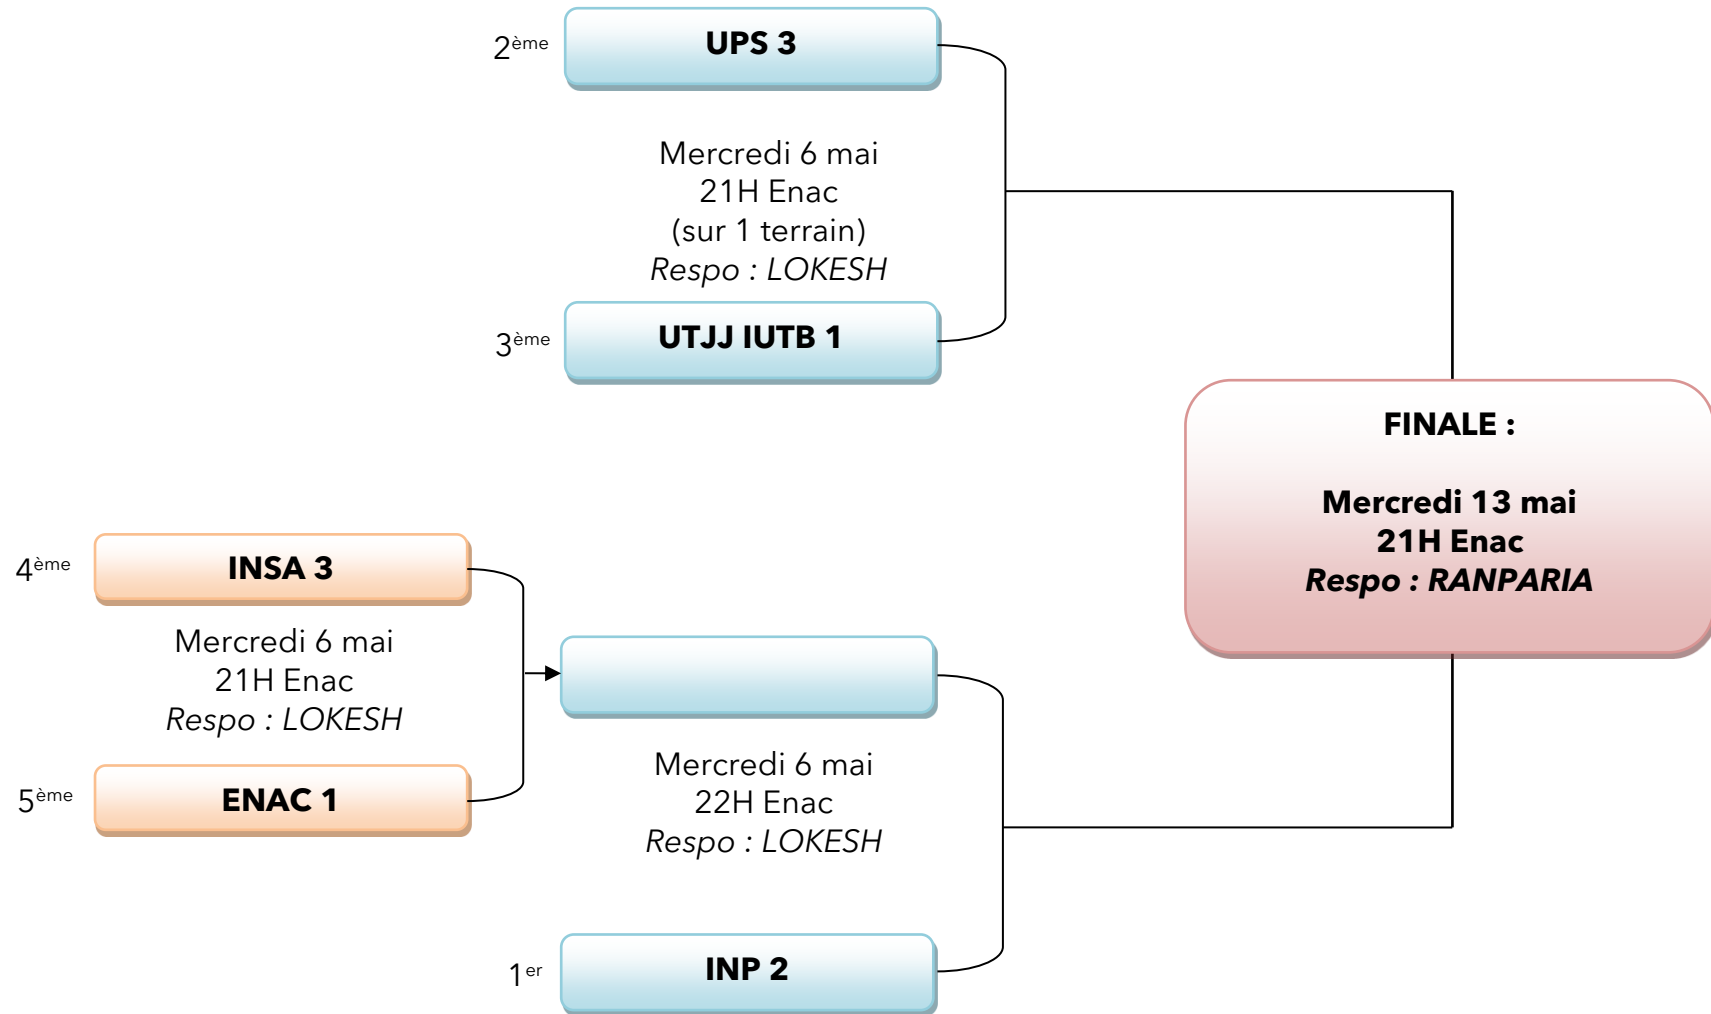 2ème
UPS 3
Mercredi 6 mai
21H Enac
(sur 1 terrain)
Respo : LOKESH
3ème
UTJJ IUTB 1
FINALE :
Mercredi 13 mai
21H Enac
Respo : RANPARIA
4ème
INSA 3
Mercredi 6 mai
21H Enac
Respo : LOKESH
5ème
ENAC 1
Mercredi 6 mai
22H Enac
Respo : LOKESH
1er
INP 2